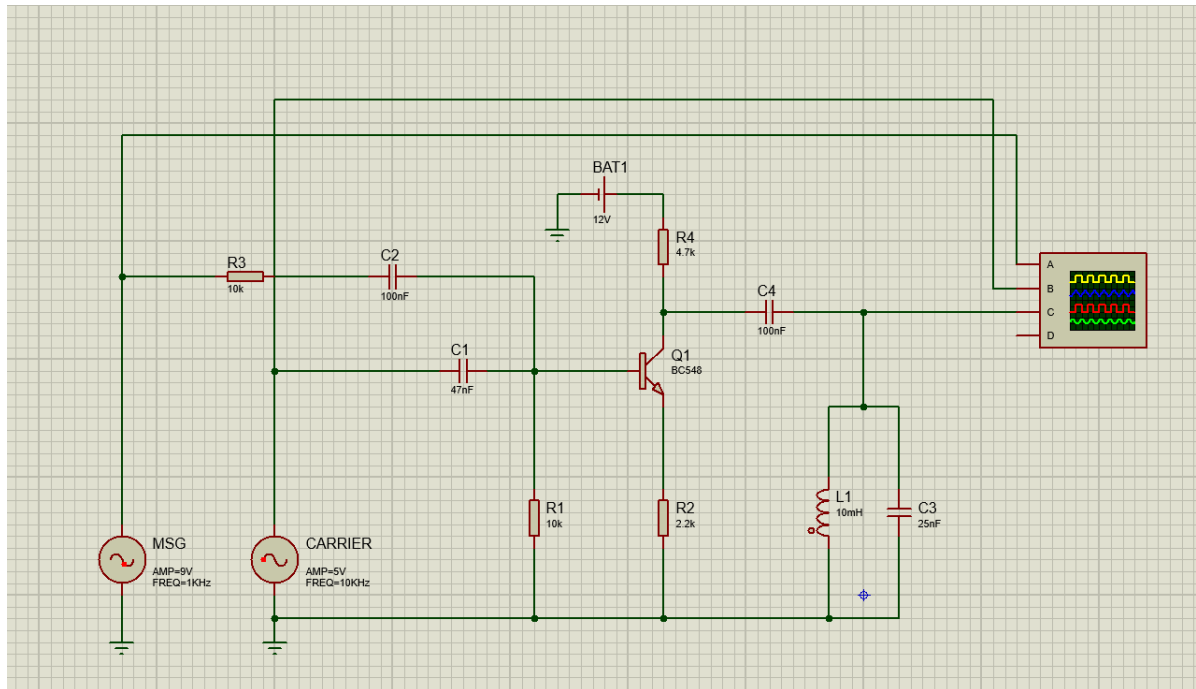 BAT1
12V
R4
4.7k
C2
100nF
R3
10k
C4
100nF
C1
47nF
Q1
BC548
A
B
C
D
R1
10k
R2
2.2k
L1
10mH
C3
25nF
MSG
AMP=9V
FREQ=1KHz
CARRIER
AMP=5V
FREQ=10KHz